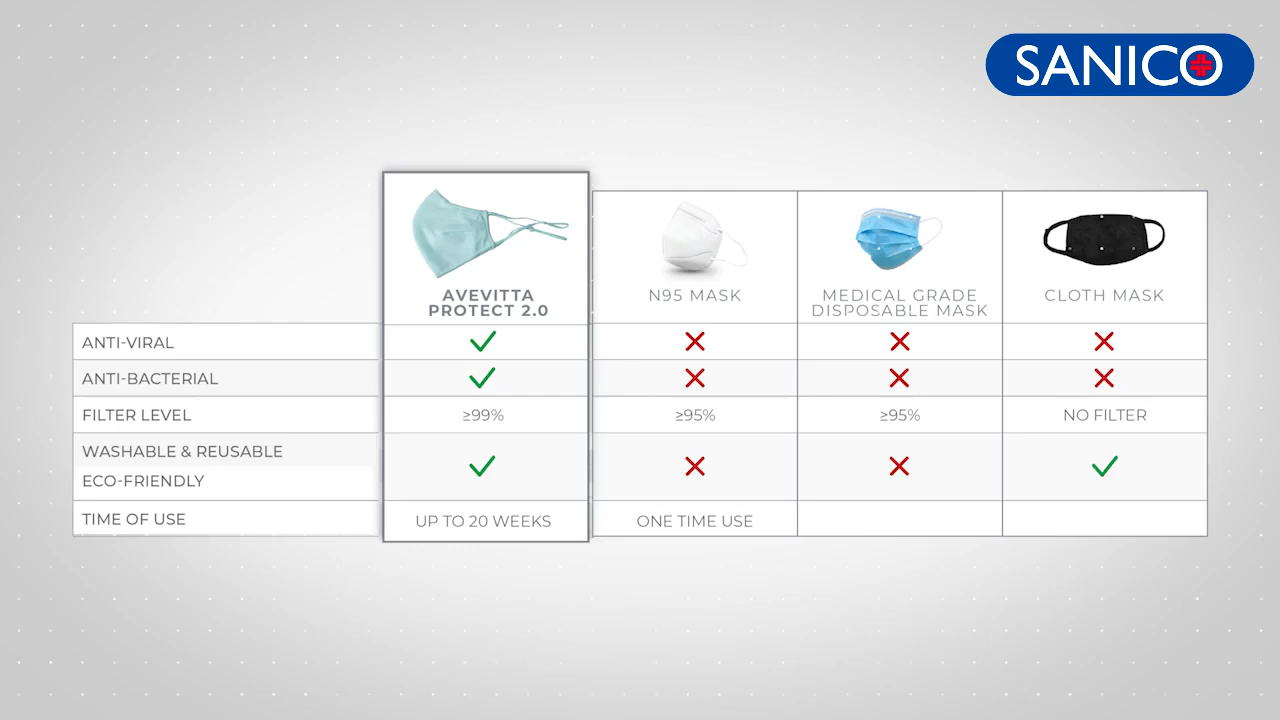 SANICO
AVEVITTA
PROTECT 2.0
N95 MASK
MEDICAL GRADE
DISPOSABLE MASK
CLOTH MASK
ANTI-VIRAL
ANTI-BACTERIAL
FILTER LEVEL
≥99%
≥95%
≥95%
NO FILTER
WASHABLE & REUSABLE
ECO-FRIENDLY
TIME OF USE
UP TO 20 WEEKS
ONE TIME USE